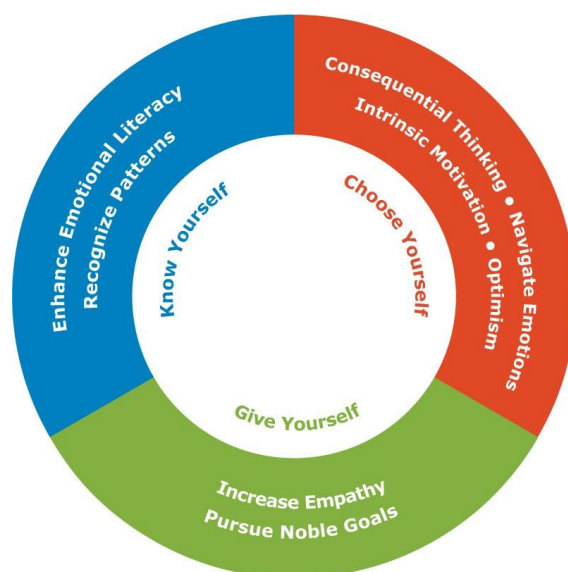 Enhance Emotional Literacy
Recognize Patterns
Know Yourself
Consequential Thinking ● Navigate Emotions
Intrinsic Motivation ● Optimism
Choose Yourself
Give Yourself
Increase Empathy
Pursue Noble Goals